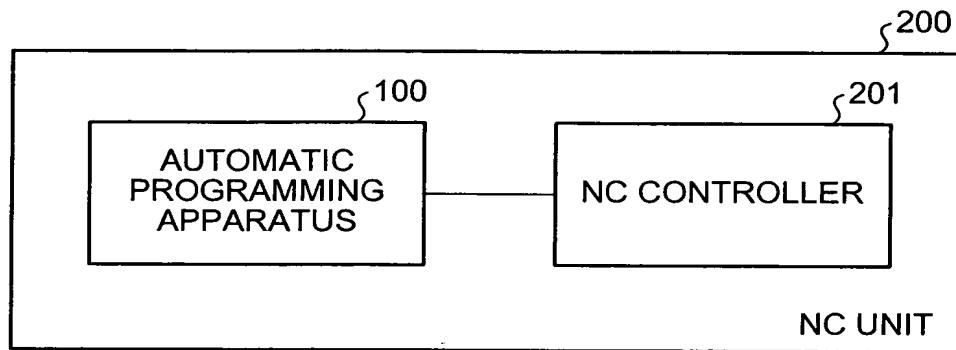 200
100
201
AUTOMATIC
PROGRAMMING
APPARATUS
NC CONTROLLER
NC UNIT